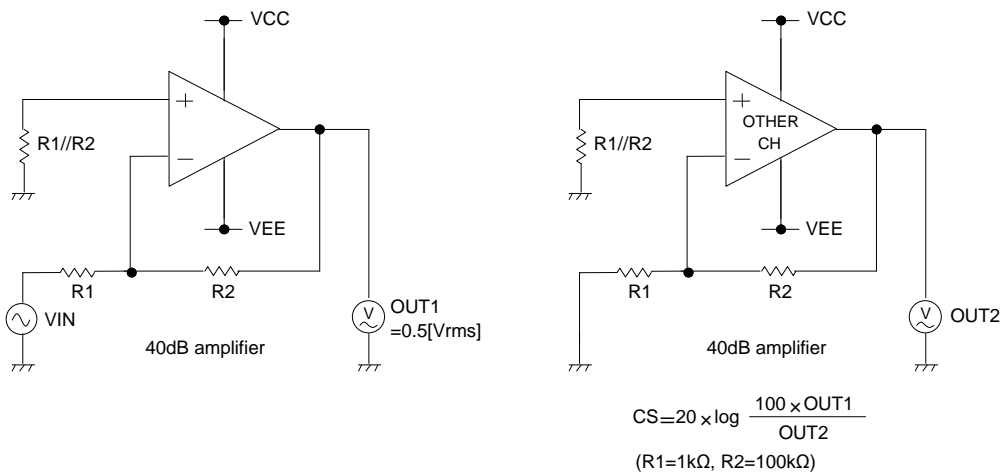 VCC
+
R1//R2
−
VEE
R1
R2
VIN
OUT1
=0.5[Vrms]
V
40dB amplifier
VCC
+
OTHER
CH
R1//R2
−
VEE
R1
R2
V
OUT2
40dB amplifier
CS=20×log 100×OUT1
OUT2
(R1=1kΩ, R2=100kΩ)